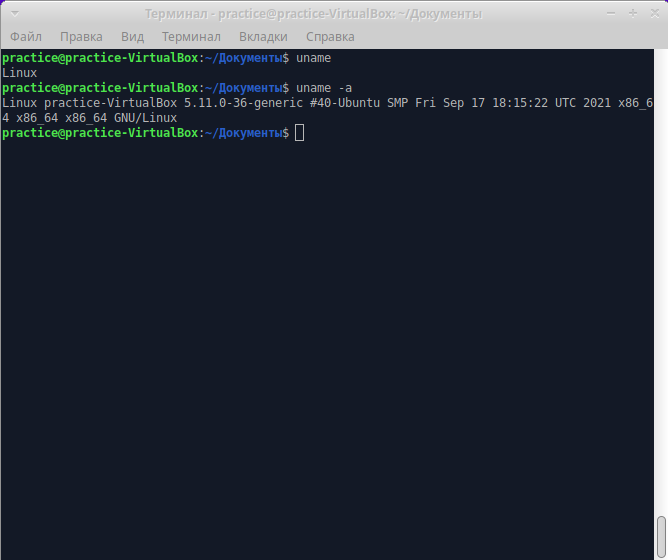 Терминал - practice@practice-VirtualBox: ~/Документы
Файл Правка Вид Терминал Вкладки Справка
practice@practice-VirtualBox:~/Документы$ uname
Linux
practice@practice-VirtualBox:~/Документы$ uname -a
Linux practice-VirtualBox 5.11.0-36-generic #40-Ubuntu SMP Fri Sep 17 18:15:22 UTC 2021 x86_6
4 x86_64 x86_64 GNU/Linux
practice@practice-VirtualBox:~/Документы$